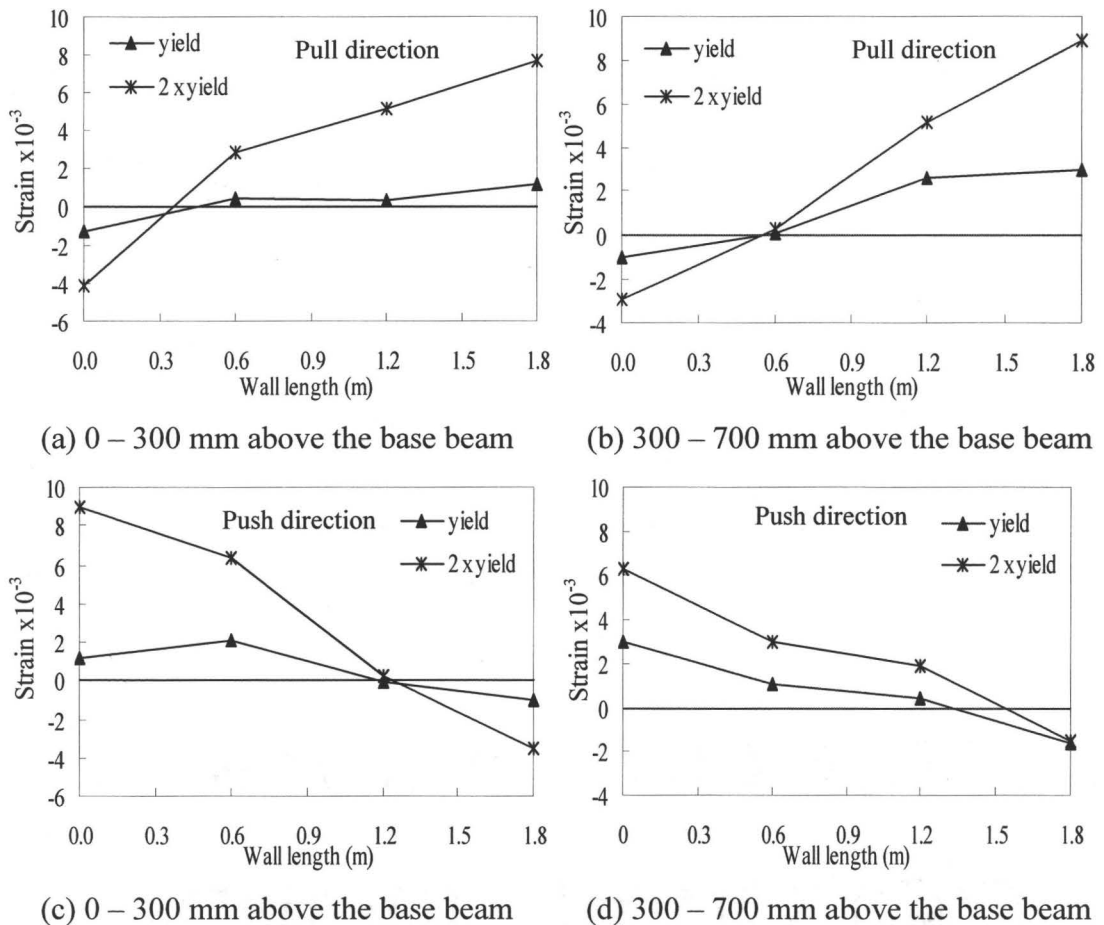 10
8
6
4
2
0
-2
-4
-6
Strain x10⁻³
yield
2 x yield
Pull direction
0.0 0.3 0.6 0.9 1.2 1.5 1.8
Wall length (m)
(a) 0 – 300 mm above the base beam
10
8
6
4
2
0
-2
-4
Strain x10⁻³
yield
2 x yield
Pull direction
0.0 0.3 0.6 0.9 1.2 1.5 1.8
Wall length (m)
(b) 300 – 700 mm above the base beam
10
8
6
4
2
0
-2
-4
-6
Strain x10⁻³
Push direction
yield
2 x yield
0.0 0.3 0.6 0.9 1.2 1.5 1.8
Wall length (m)
(c) 0 – 300 mm above the base beam
10
8
6
4
2
0
-2
-4
Strain x10⁻³
Push direction
yield
2 x yield
0 0.3 0.6 0.9 1.2 1.5 1.8
Wall length (m)
(d) 300 – 700 mm above the base beam